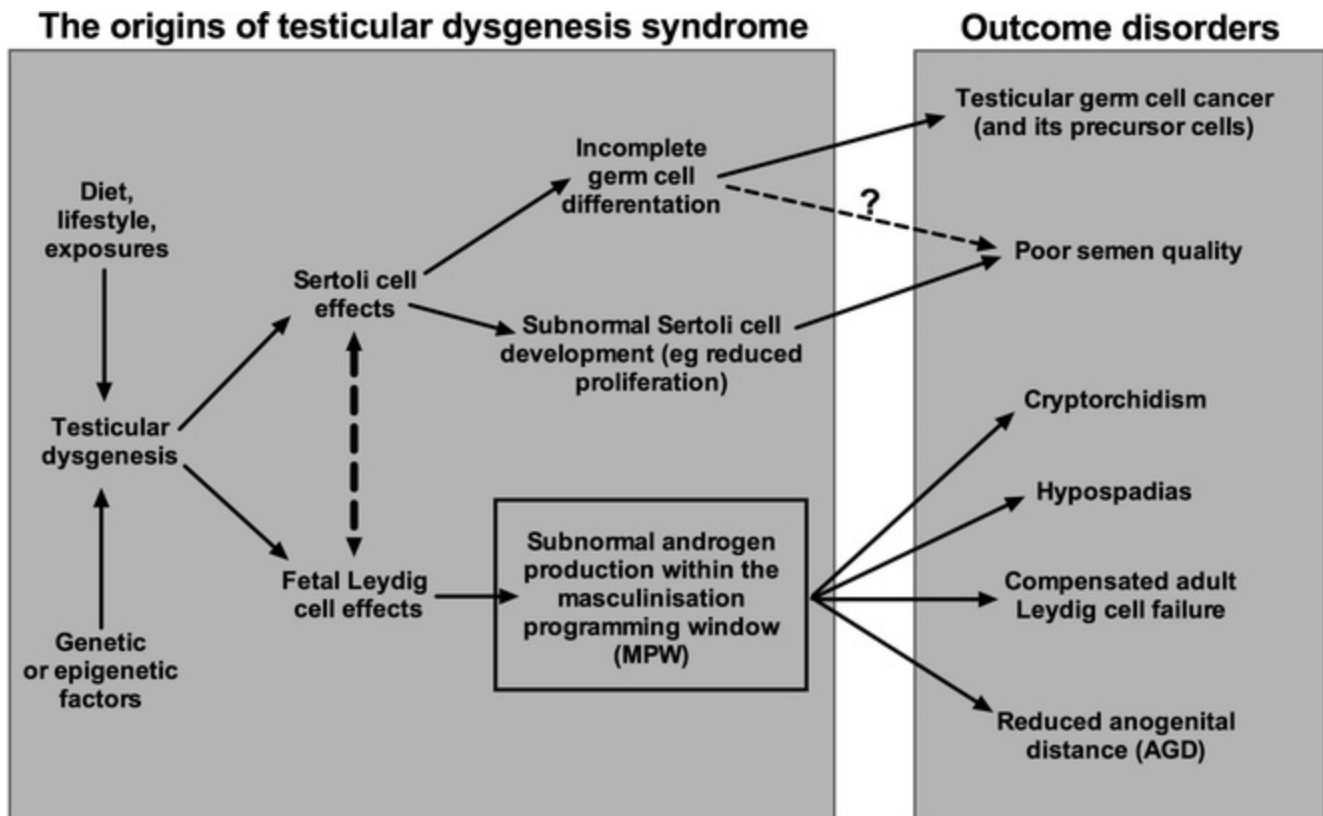 The origins of testicular dysgenesis syndrome
Outcome disorders
Diet,
lifestyle,
exposures
Testicular
dysgenesis
Genetic
or epigenetic
factors
Sertoli cell
effects
Fetal Leydig
cell effects
Incomplete
germ cell
differentation
Subnormal Sertoli cell
development (eg reduced
proliferation)
Subnormal androgen
production within the
masculinisation
programming window
(MPW)
?
Testicular germ cell cancer
(and its precursor cells)
Poor semen quality
Cryptorchidism
Hypospadias
Compensated adult
Leydig cell failure
Reduced anogenital
distance (AGD)